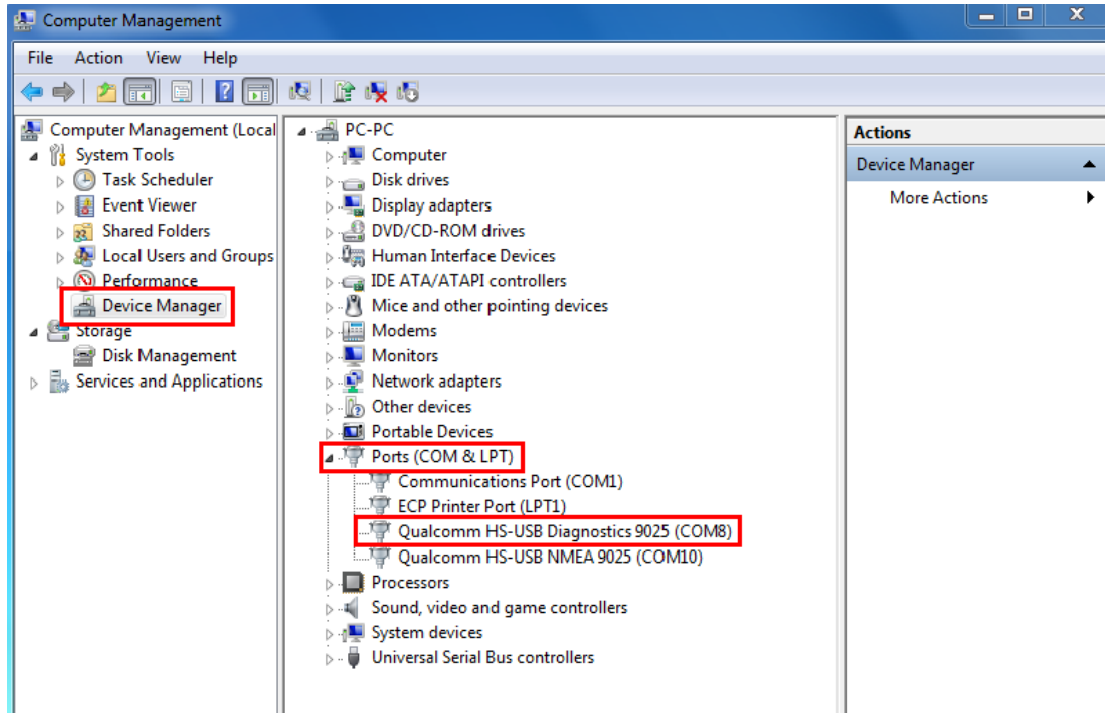 Computer Management
File Action View Help
Computer Management (Local
System Tools
Task Scheduler
Event Viewer
Shared Folders
Local Users and Groups
Performance
Device Manager
Storage
Disk Management
Services and Applications
PC-PC
Computer
Disk drives
Display adapters
DVD/CD-ROM drives
Human Interface Devices
IDE ATA/ATAPI controllers
Mice and other pointing devices
Modems
Monitors
Network adapters
Other devices
Portable Devices
Ports (COM & LPT)
Communications Port (COM1)
ECP Printer Port (LPT1)
Qualcomm HS-USB Diagnostics 9025 (COM8)
Qualcomm HS-USB NMEA 9025 (COM10)
Processors
Sound, video and game controllers
System devices
Universal Serial Bus controllers
Actions
Device Manager
More Actions